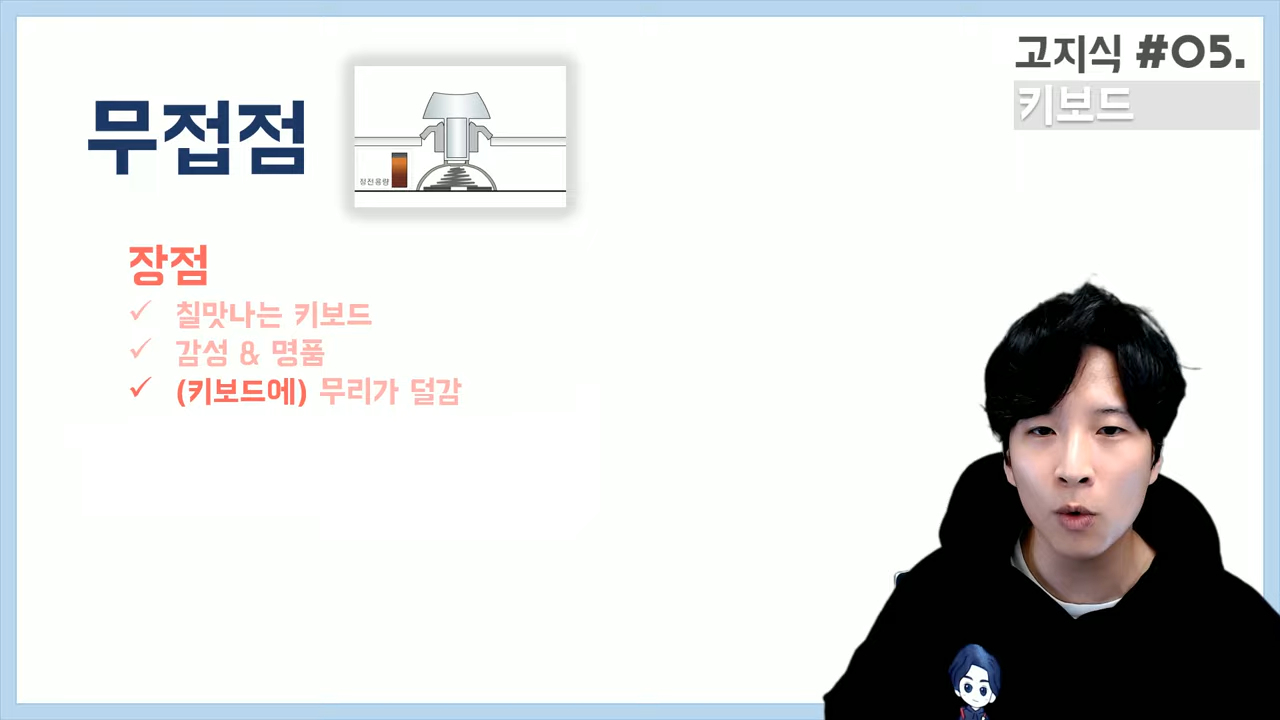 고지식 #05.
키보드
무접점
정전용량
장점
✓ 칠맛나는 키보드
✓ 감성 & 명품
✓ (키보드에) 무리가 덜감